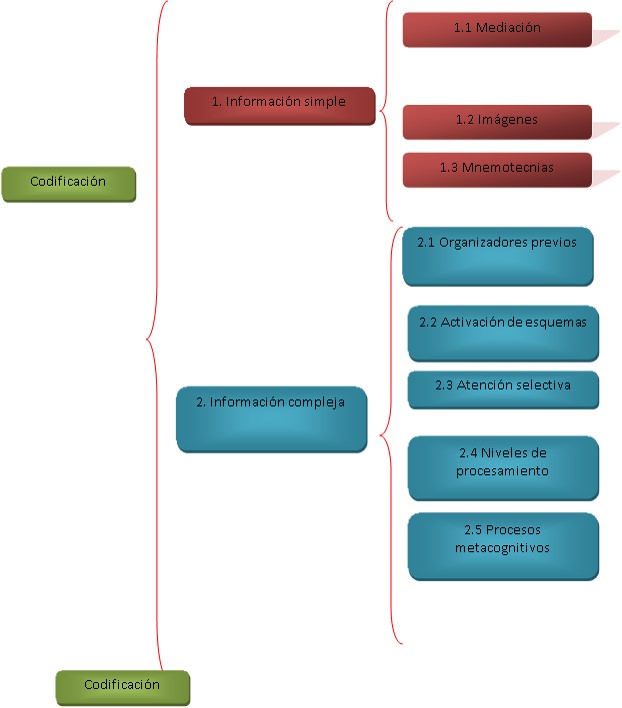 Codificación
1. Información simple
1.1 Mediación
1.2 Imágenes
1.3 Mnemotecnias
2. Información compleja
2.1 Organizadores previos
2.2 Activación de esquemas
2.3 Atención selectiva
2.4 Niveles de
procesamiento
2.5 Procesos
metacognitivos
Codificación